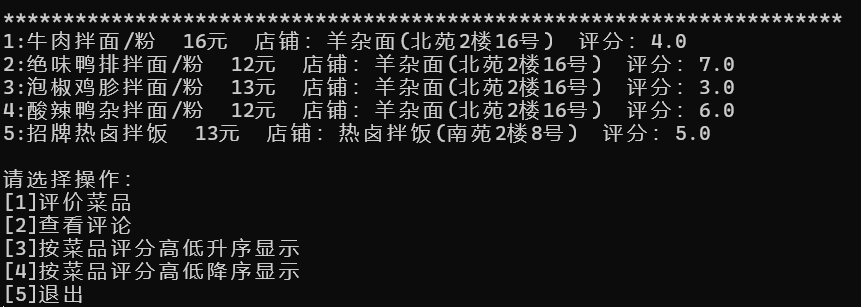 **********************************************************************
1:牛肉拌面/粉  16元  店铺: 羊杂面(北苑2楼16号)  评分: 4.0
2:绝味鸭排拌面/粉  12元  店铺: 羊杂面(北苑2楼16号)  评分: 7.0
3:泡椒鸡胗拌面/粉  13元  店铺: 羊杂面(北苑2楼16号)  评分: 3.0
4:酸辣鸭杂拌面/粉  12元  店铺: 羊杂面(北苑2楼16号)  评分: 6.0
5:招牌热卤拌饭  13元  店铺: 热卤拌饭(南苑2楼8号)  评分: 5.0
请选择操作:
[1]评价菜品
[2]查看评论
[3]按菜品评分高低升序显示
[4]按菜品评分高低降序显示
[5]退出